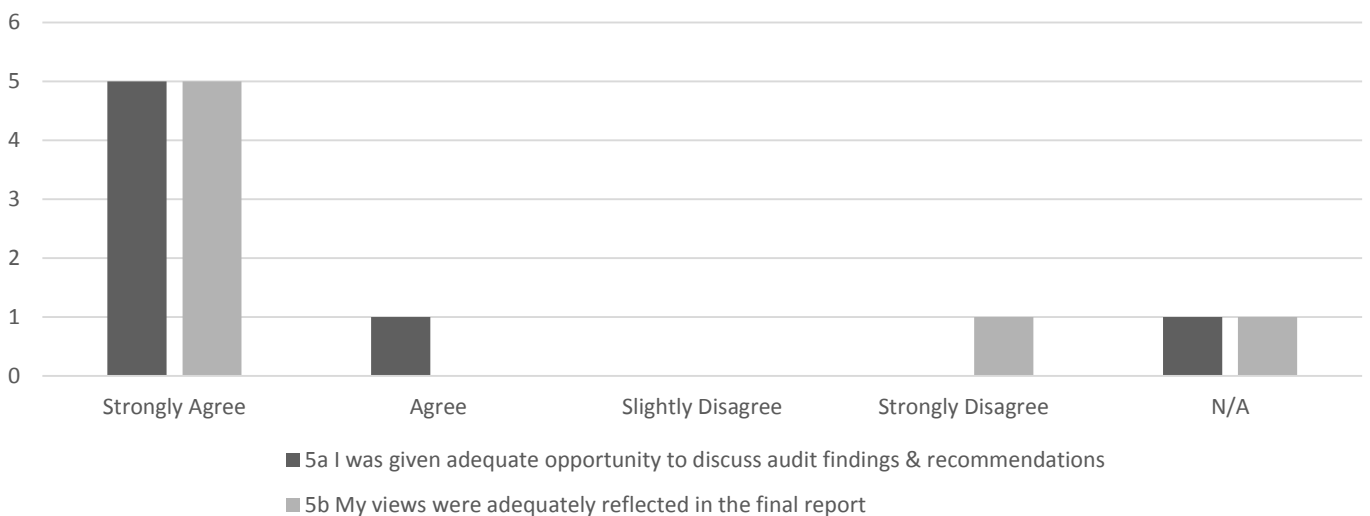 6
5
4
3
2
1
0
Strongly Agree Agree Slightly Disagree Strongly Disagree N/A
5a I was given adequate opportunity to discuss audit findings & recommendations
5b My views were adequately reflected in the final report